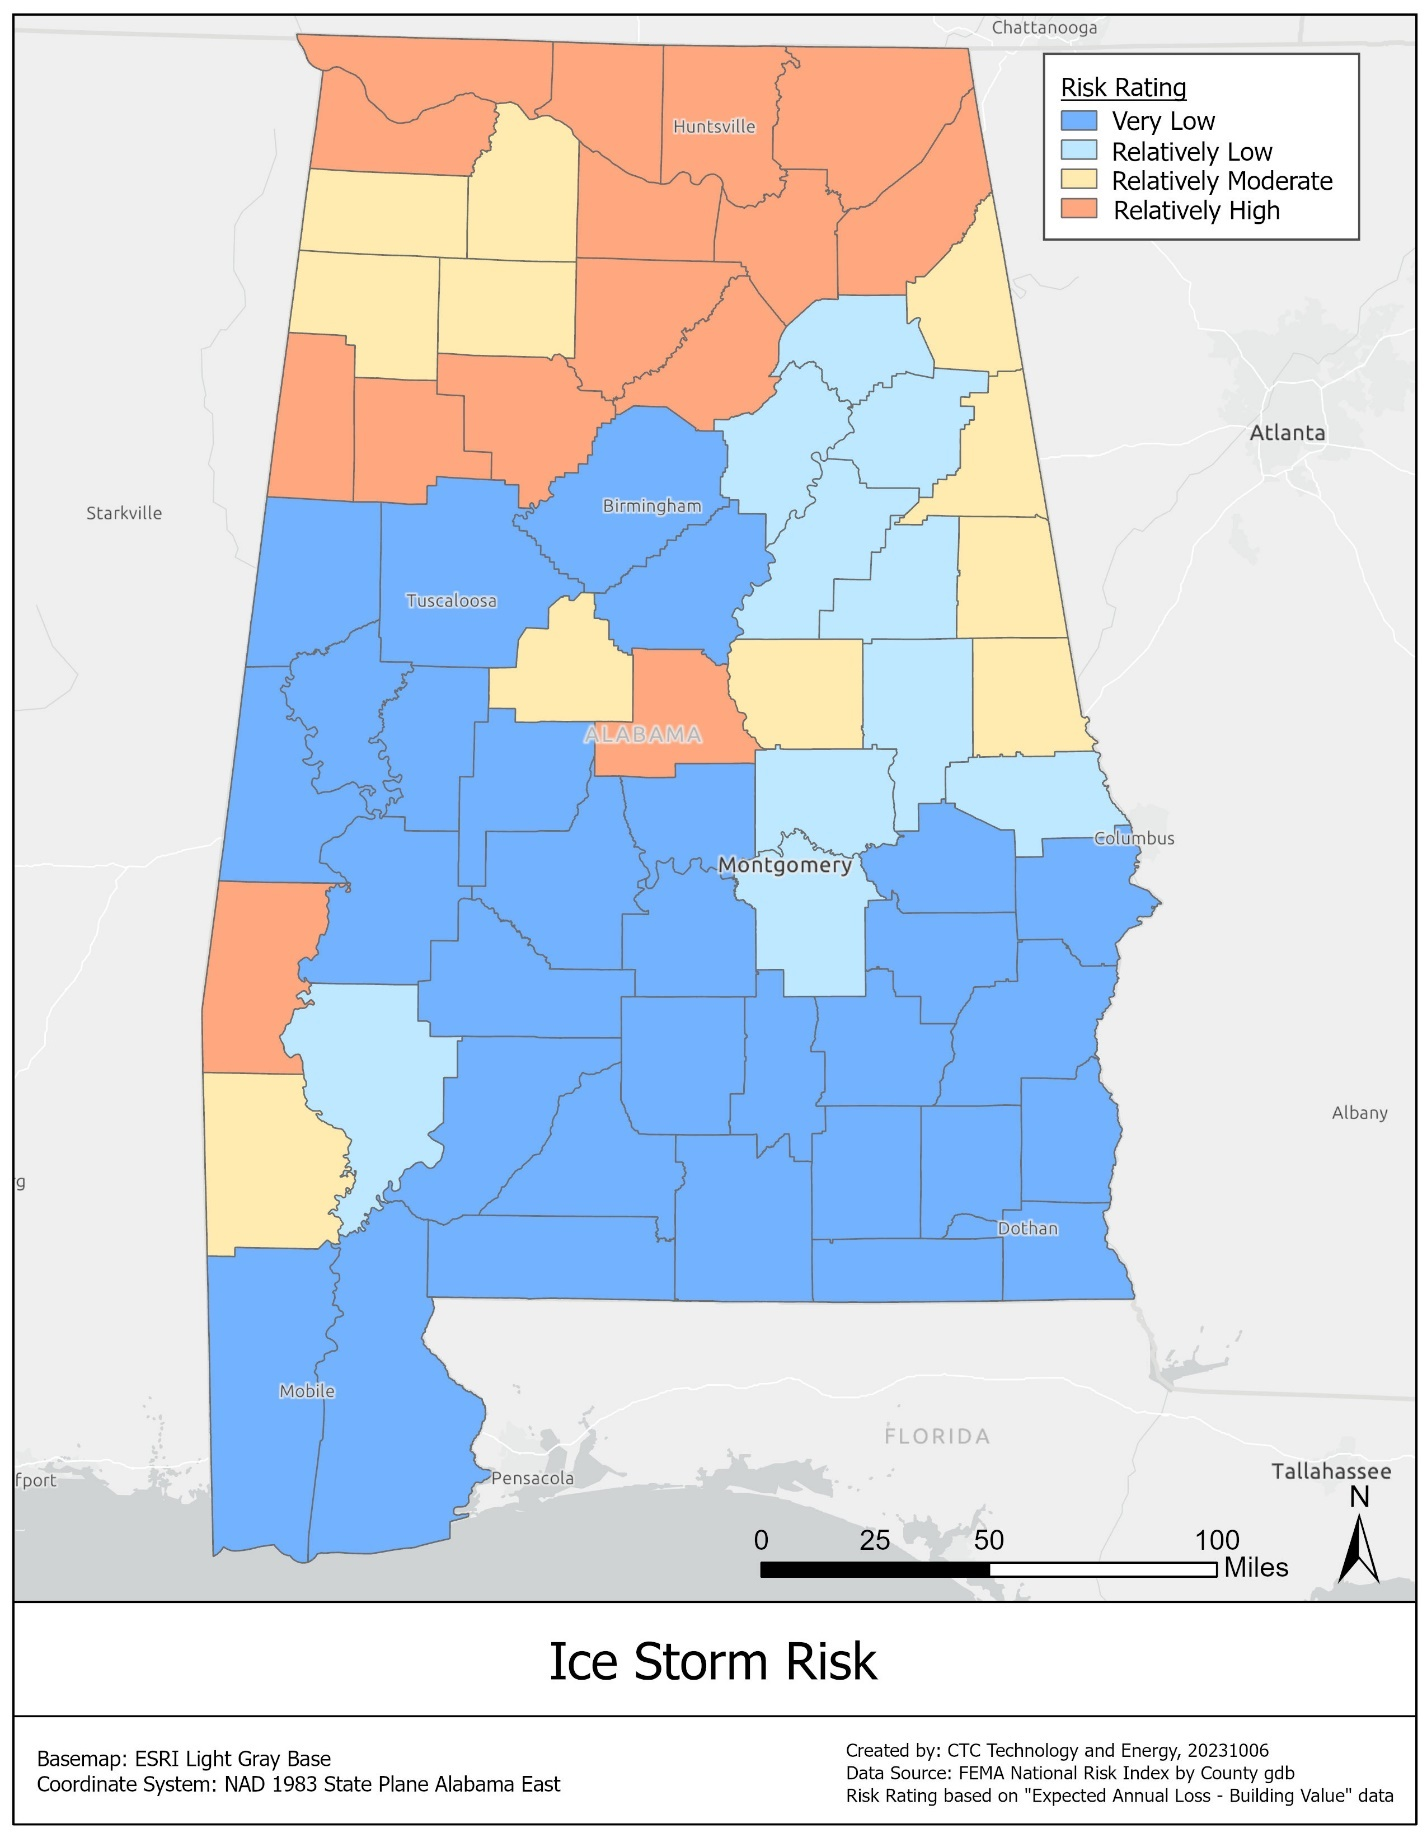 Chattanooga
Risk Rating
Very Low
Relatively Low
Relatively Moderate
Relatively High
Huntsville
Atlanta
Starkville
Birmingham
Tuscaloosa
ALABAMA
Columbus
Montgomery
Albany
g
Dothan
Mobile
FLORIDA
Pensacola
fport
Tallahassee
N
0 25 50 100
Miles
Ice Storm Risk
Basemap: ESRI Light Gray Base
Coordinate System: NAD 1983 State Plane Alabama East
Created by: CTC Technology and Energy, 20231006
Data Source: FEMA National Risk Index by County gdb
Risk Rating based on "Expected Annual Loss - Building Value" data